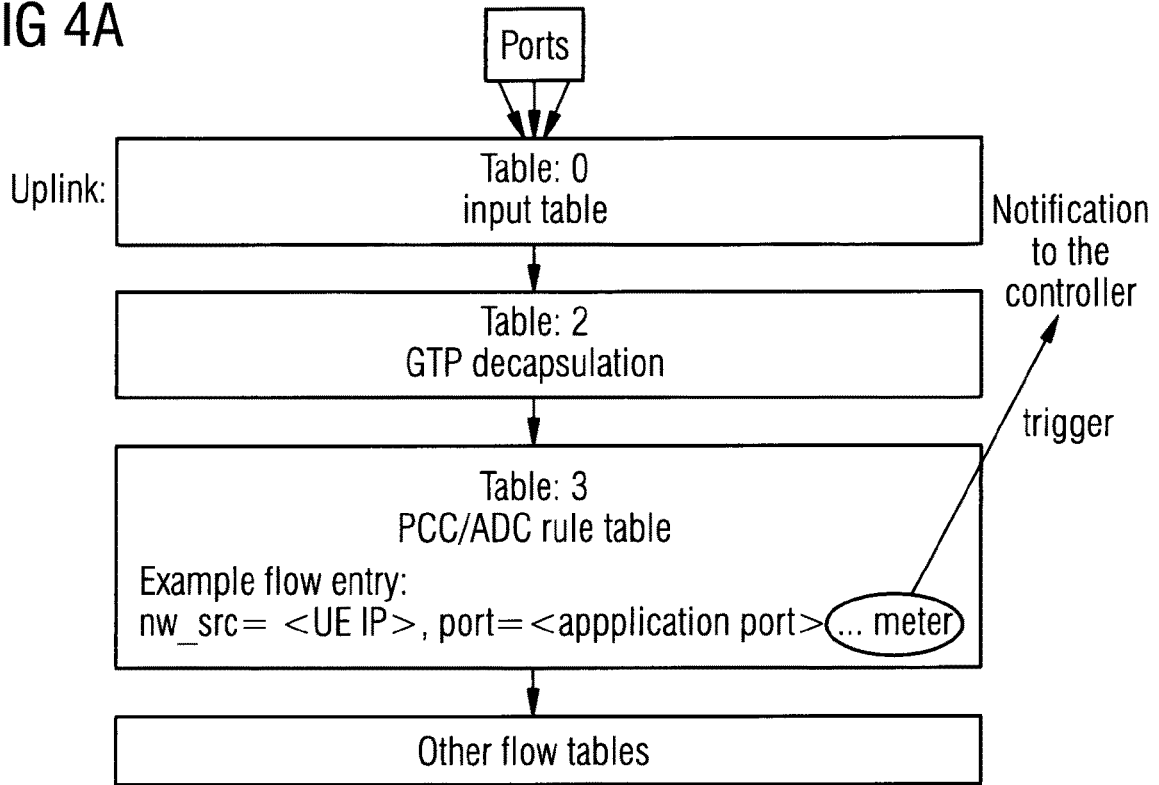 IG 4A
Ports
Uplink:
Table: 0
input table
Notification
to the
controller
Table: 2
GTP decapsulation
trigger
Table: 3
PCC/ADC rule table
Example flow entry:
nw_src= <UE IP>, port=<appplication port>... meter
Other flow tables